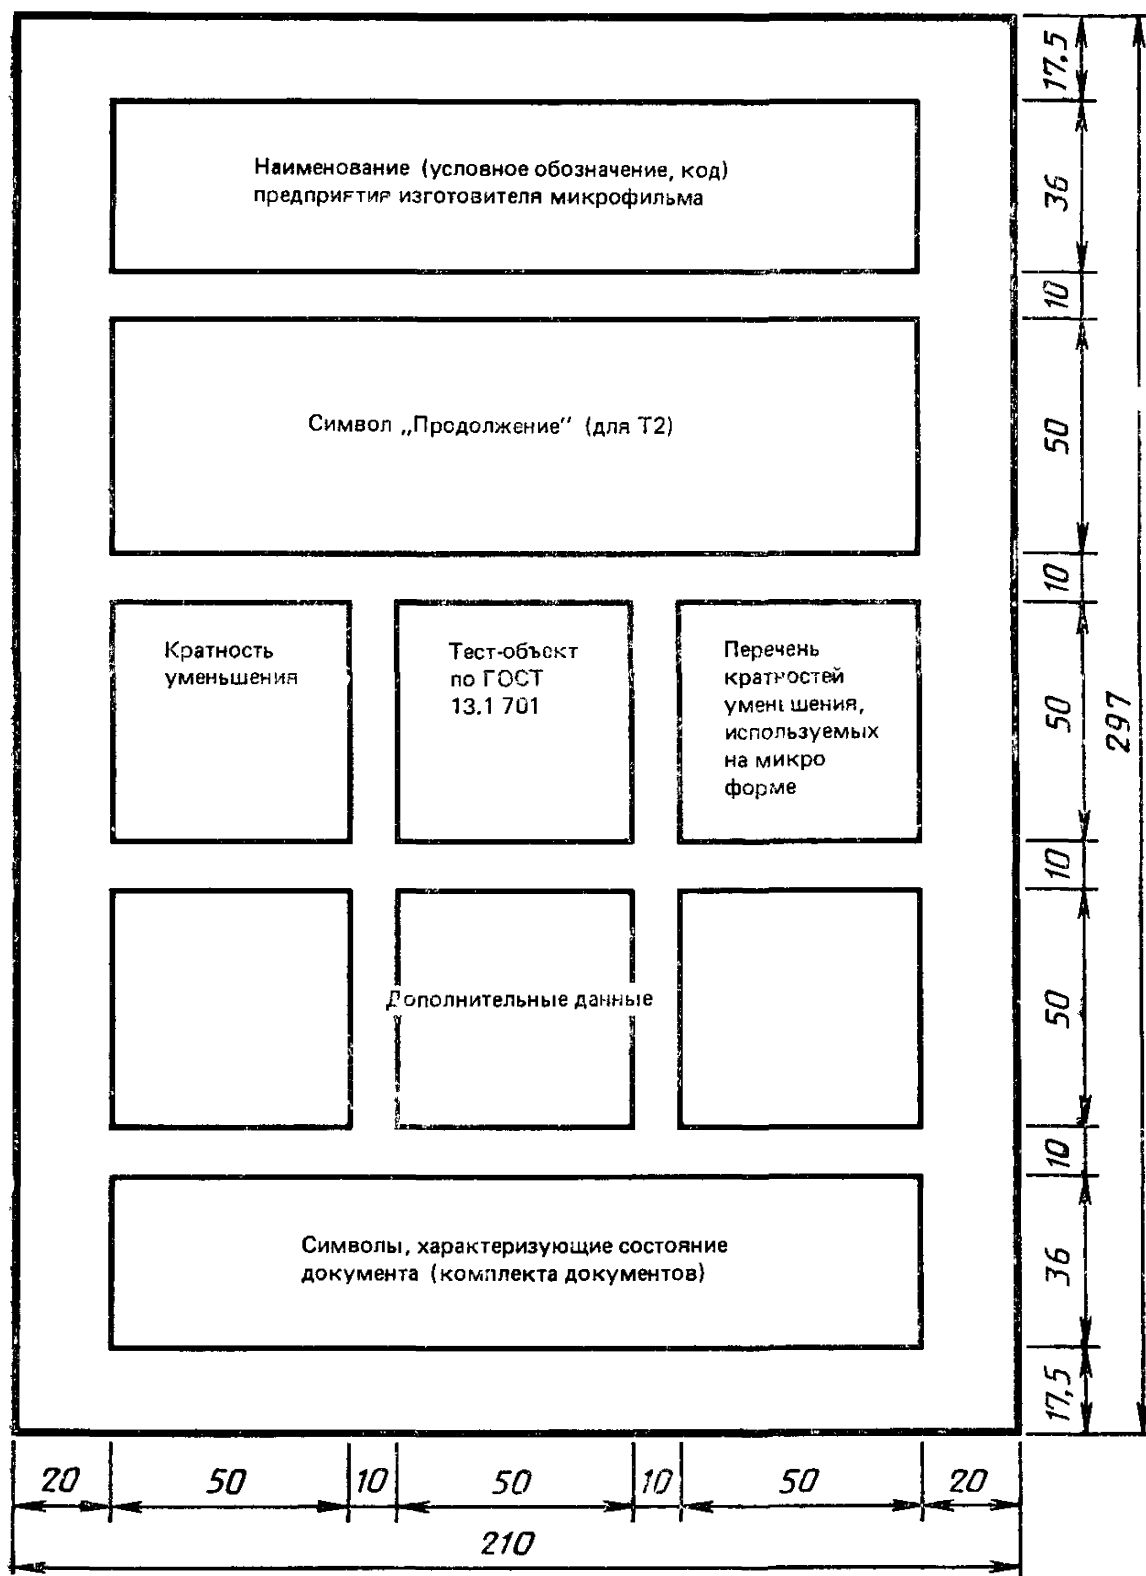 17,5
Наименование (условное обозначение, код)
предприятия изготовителя микрофильма
36
10
Символ „Продолжение" (для Т2)
50
10
Кратность
уменьшения
Тест-объект
по ГОСТ
13.1 701
Перечень
кратностей
уменьшения,
используемых
на микро
форме
50
297
10
Дополнительные данные
50
10
Символы, характеризующие состояние
документа (комплекта документов)
36
17,5
20 50 10 50 10 50 20
210